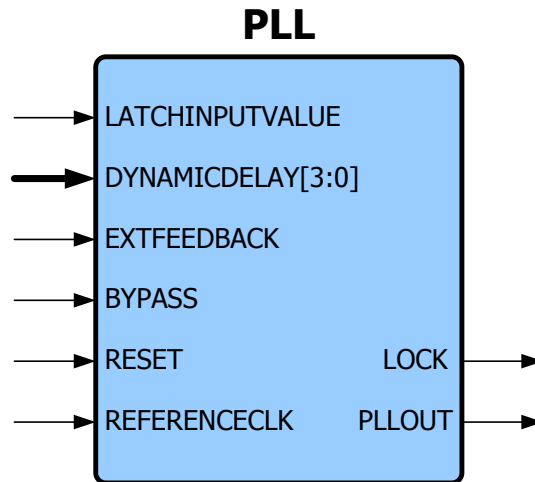 PLL
LATCHINPUTVALUE
DYNAMICDELAY[3:0]
EXTFEEDBACK
BYPASS
RESET LOCK
REFERENCECLK PLLOUT